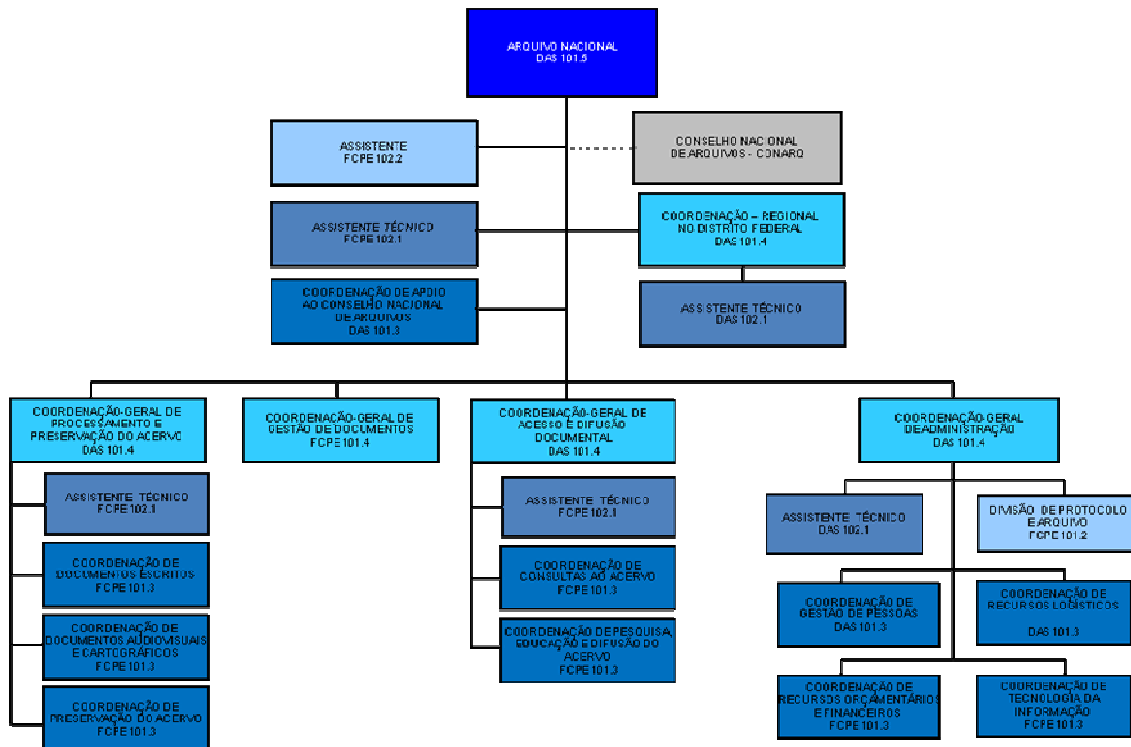 ARQUIVO NACIONAL
DAS 101.5
ASSISTENTE
FCPE 102.2
CONSELHO NACIONAL
DE ARQUIVOS - CONARQ
ASSISTENTE TÉCNICO
FCPE 102.1
COORDENAÇÃO – REGIONAL
NO DISTRITO FEDERAL
DAS 101.4
COORDENAÇÃO DE APOIO
AO CONSELHO NACIONAL
DE ARQUIVOS
DAS 101.3
ASSISTENTE TÉCNICO
DAS 102.1
COORDENAÇÃO-GERAL DE
PROCESSAMENTO E
PRESERVAÇÃO DO ACERVO
DAS 101.4
COORDENAÇÃO-GERAL DE
GESTÃO DE DOCUMENTOS
FCPE 101.4
COORDENAÇÃO-GERAL DE
ACESSO E DIFUSÃO
DOCUMENTAL
DAS 101.4
COORDENAÇÃO-GERAL
DE ADMINISTRAÇÃO
DAS 101.4
ASSISTENTE TÉCNICO
FCPE 102.1
COORDENAÇÃO DE
DOCUMENTOS ESCRITOS
FCPE 101.3
COORDENAÇÃO DE
DOCUMENTOS AUDIOVISUAIS
E CARTOGRÁFICOS
FCPE 101.3
COORDENAÇÃO DE
PRESERVAÇÃO DO ACERVO
FCPE 101.3
ASSISTENTE TÉCNICO
FCPE 102.1
COORDENAÇÃO DE
CONSULTAS AO ACERVO
FCPE 101.3
COORDENAÇÃO DE PESQUISA,
EDUCAÇÃO E DIFUSÃO DO
ACERVO
FCPE 101.3
ASSISTENTE TÉCNICO
DAS 102.1
DIVISÃO DE PROTOCOLO
E ARQUIVO
FCPE 101.2
COORDENAÇÃO DE
GESTÃO DE PESSOAS
DAS 101.3
COORDENAÇÃO DE
RECURSOS LOGÍSTICOS
DAS 101.3
COORDENAÇÃO DE
RECURSOS ORÇAMENTÁRIOS
E FINANCEIROS
FCPE 101.3
COORDENAÇÃO DE
TECNOLOGIA DA
INFORMAÇÃO
FCPE 101.3